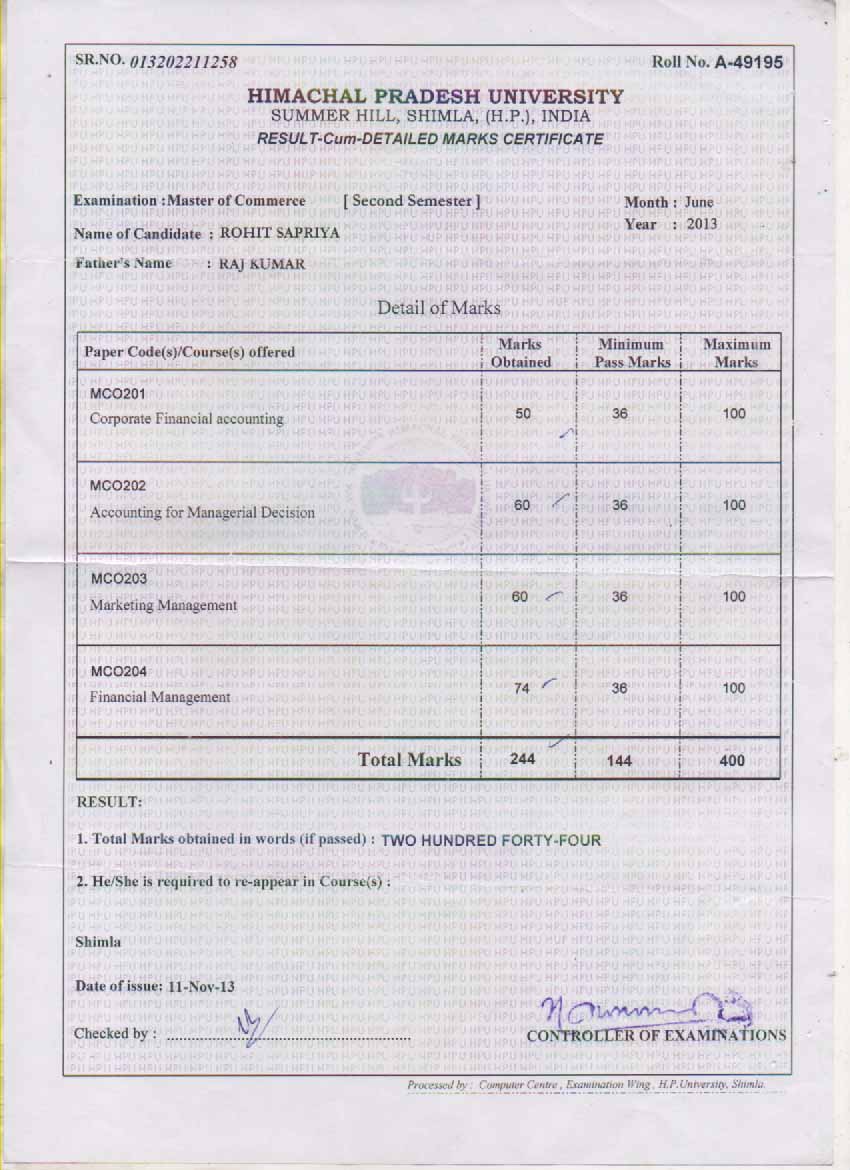 SR.NO. 013202211258 Roll No. A-49195
HIMACHAL PRADESH UNIVERSITY
SUMMER HILL, SHIMLA, (H.P.), INDIA
RESULT-Cum-DETAILED MARKS CERTIFICATE
Examination :Master of Commerce [ Second Semester ] Month : June
Name of Candidate : ROHIT SAPRIYA Year : 2013
Father's Name : RAJ KUMAR
Detail of Marks
Paper Code(s)/Course(s) offered Marks Obtained Minimum Pass Marks Maximum Marks
MCO201
Corporate Financial accounting 50 36 100
MCO202
Accounting for Managerial Decision 60 36 100
MCO203
Marketing Management 60 36 100
MCO204
Financial Management 74 36 100
Total Marks 244 144 400
RESULT:
1. Total Marks obtained in words (if passed) : TWO HUNDRED FORTY-FOUR
2. He/She is required to re-appear in Course(s) :
Shimla
Date of issue: 11-Nov-13
Checked by : ..........................................
CONTROLLER OF EXAMINATIONS
Processed by : Computer Centre , Examination Wing , H.P.University, Shimla.